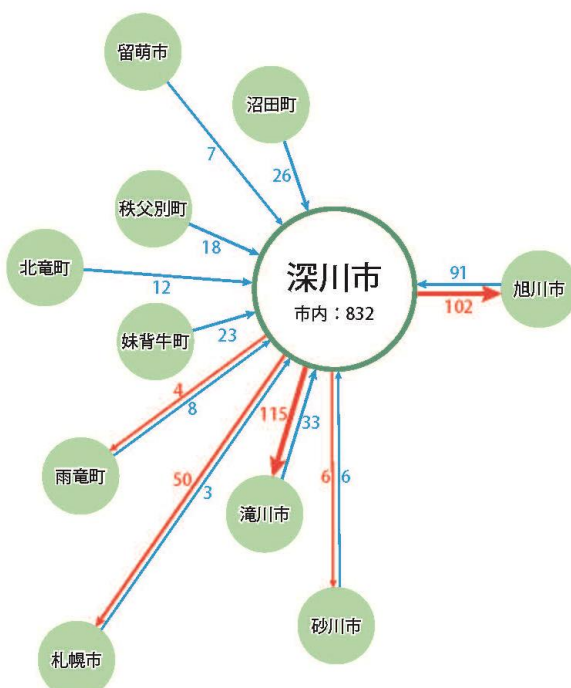 留萌市
沼田町
7
26
秩父別町
18
北竜町
12
深川市
市内：832
91
旭川市
102
妹背牛町
23
4
8
115
33
雨竜町
50
3
6
6
滝川市
砂川市
札幌市